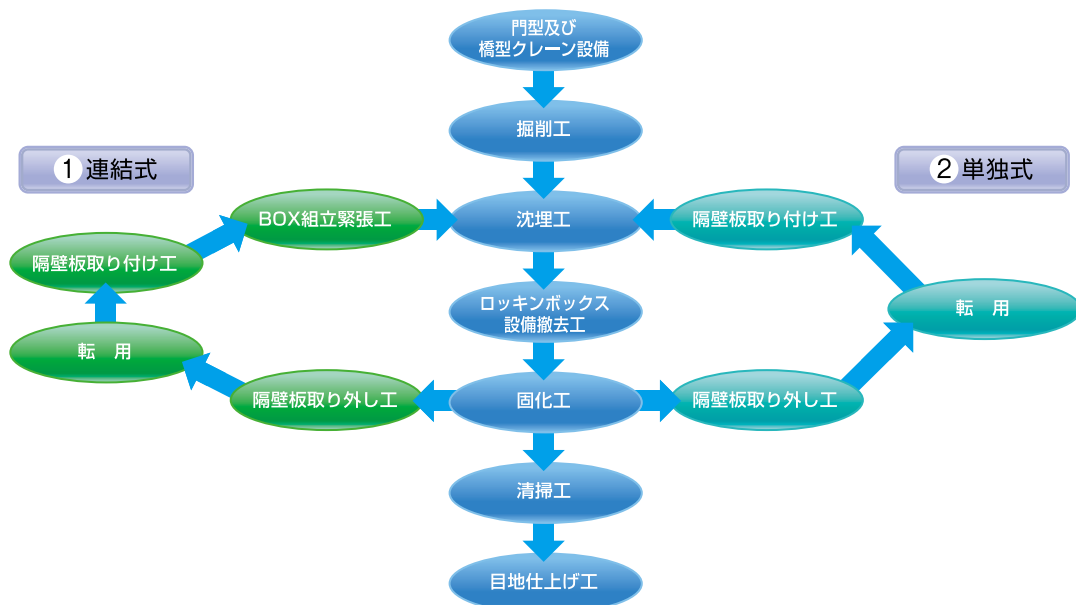 門型及び
橋型クレーン設備
掘削工
①連結式
②単独式
BOX組立緊張工
沈埋工
隔壁板取り付け工
隔壁板取り付け工
ロッキンボックス
設備撤去工
転　用
転　用
隔壁板取り外し工
固化工
隔壁板取り外し工
清掃工
目地仕上げ工